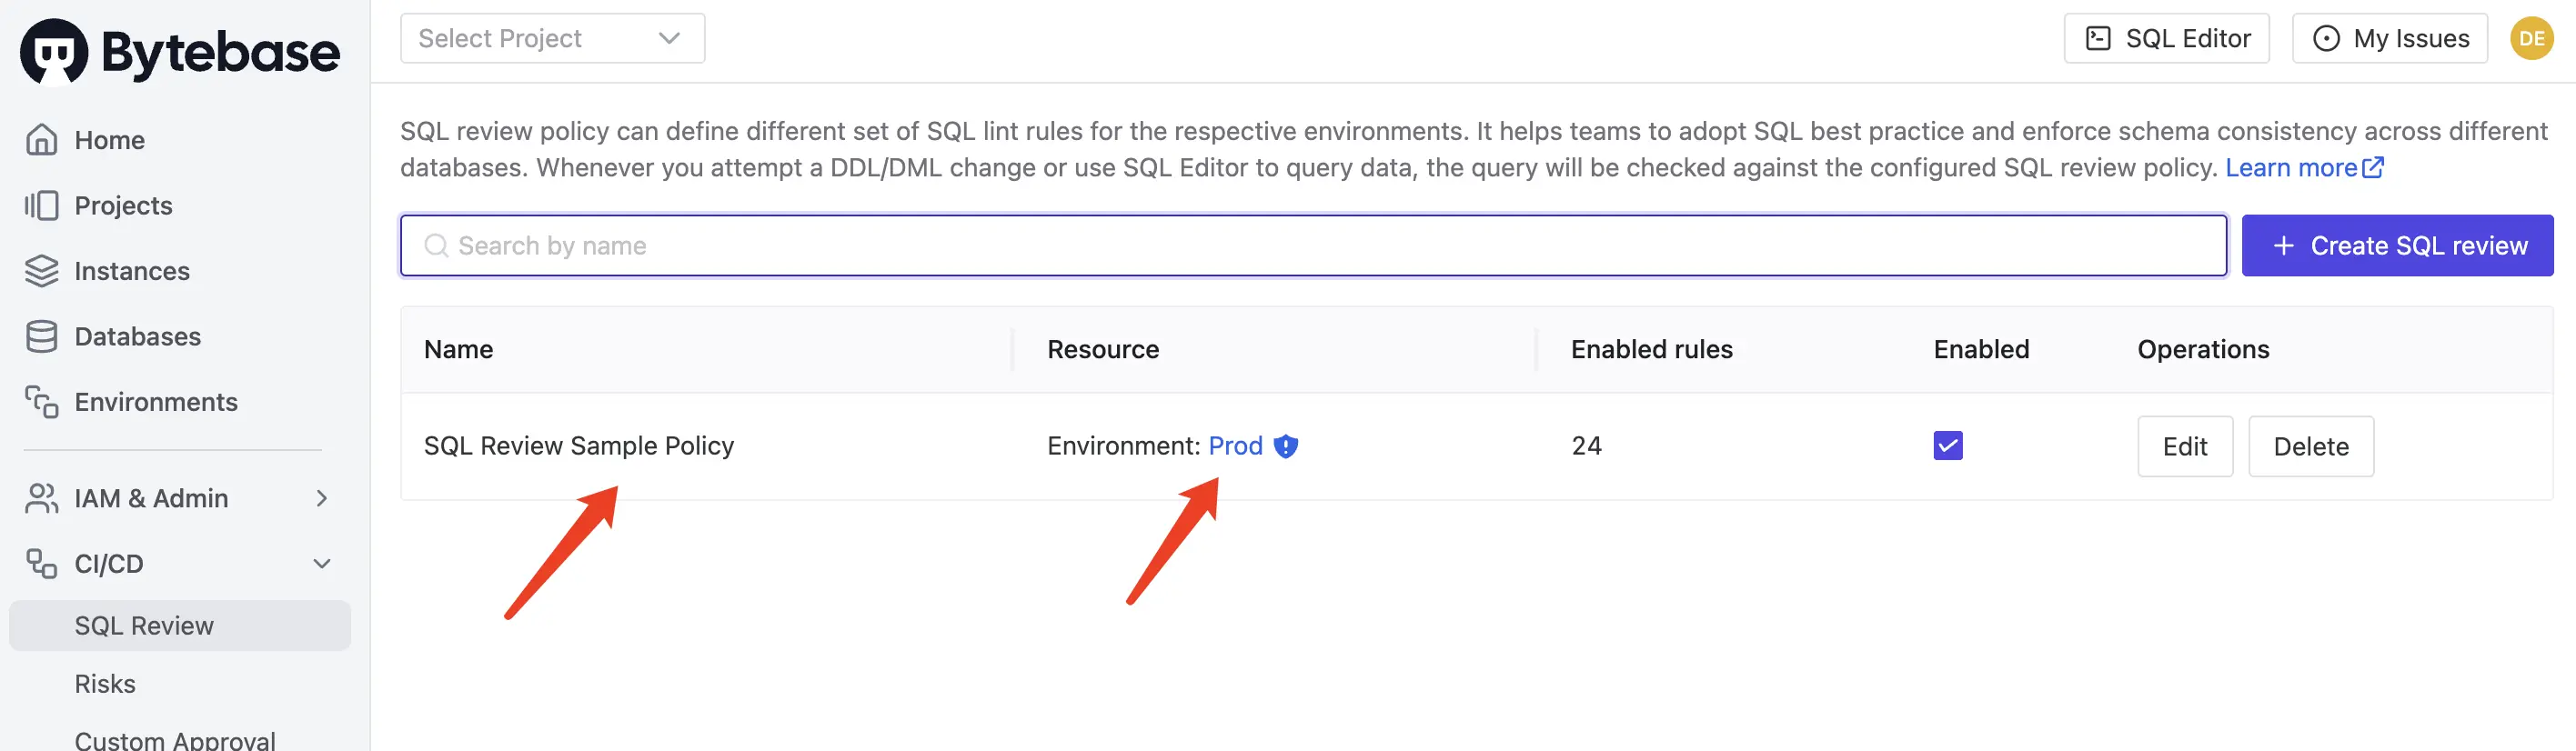 Bytebase
Select Project
SQL Editor
My Issues
DE
Home
Projects
Instances
Databases
Environments
IAM & Admin
CI/CD
SQL Review
Risks
Custom Approval
SQL review policy can define different set of SQL lint rules for the respective environments. It helps teams to adopt SQL best practice and enforce schema consistency across different
databases. Whenever you attempt a DDL/DML change or use SQL Editor to query data, the query will be checked against the configured SQL review policy. Learn more
Search by name
+ Create SQL review
Name Resource Enabled rules Enabled Operations
SQL Review Sample Policy Environment: Prod 24 Edit Delete